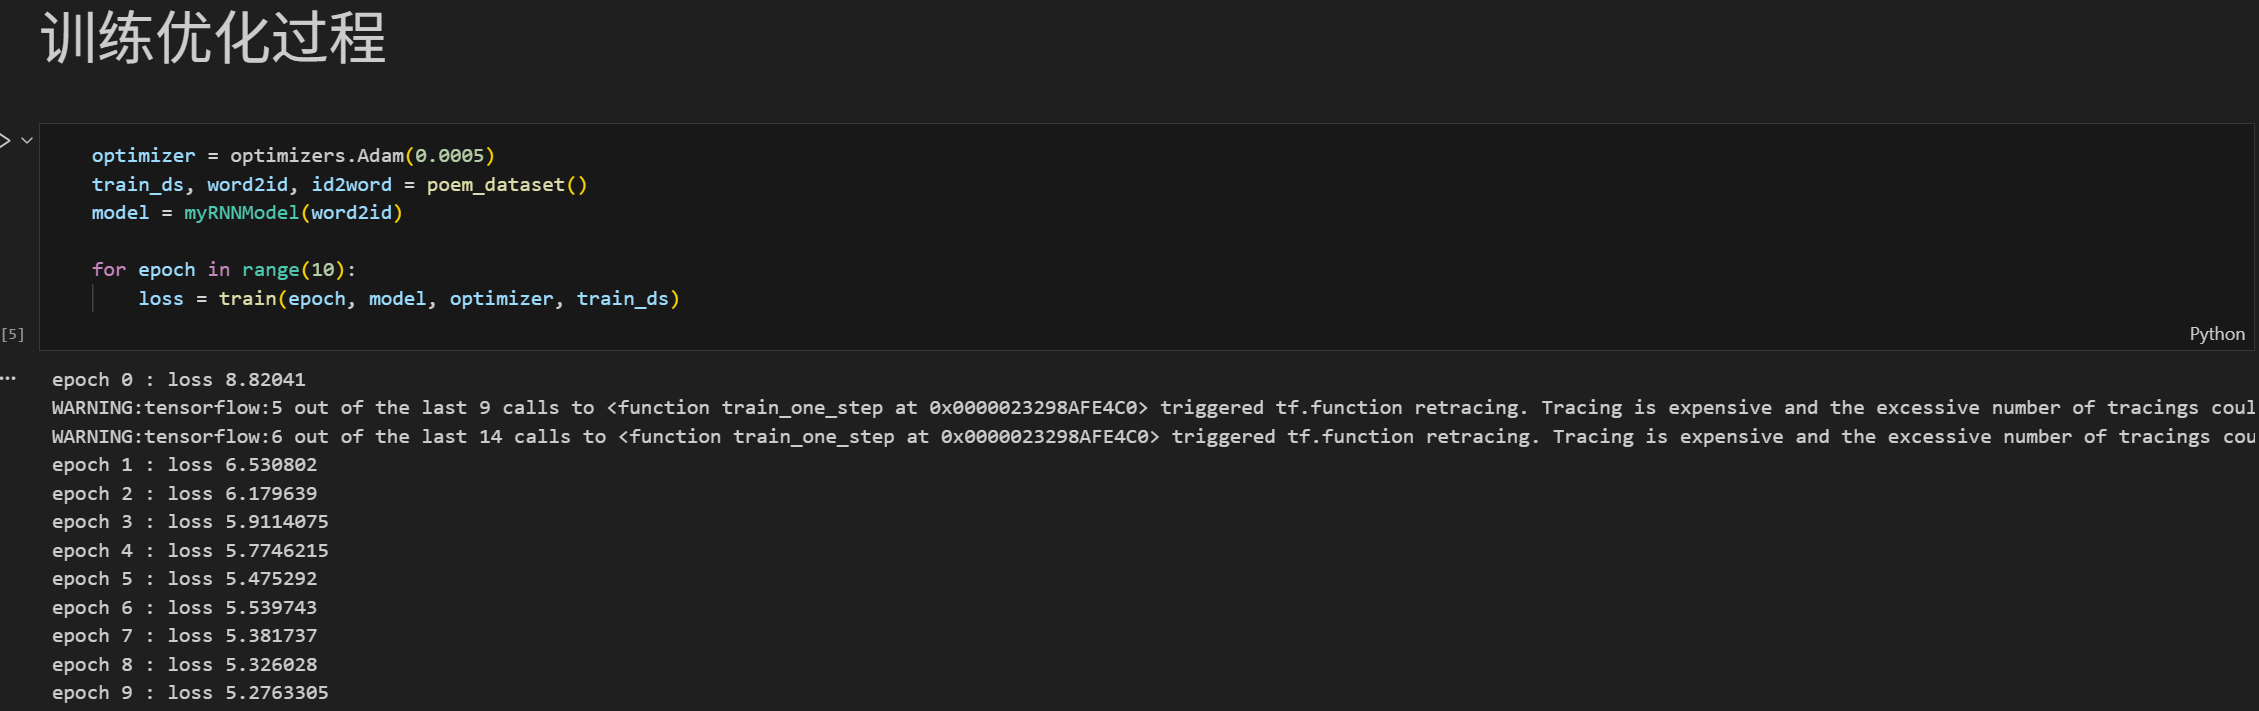 训练优化过程
optimizer = optimizers.Adam(0.0005)
train_ds, word2id, id2word = poem_dataset()
model = myRNNModel(word2id)
for epoch in range(10):
loss = train(epoch, model, optimizer, train_ds)
[5]
Python
epoch 0 : loss 8.82041
WARNING:tensorflow:5 out of the last 9 calls to <function train_one_step at 0x0000023298AFE4C0> triggered tf.function retracing. Tracing is expensive and the excessive number of tracings coul
WARNING:tensorflow:6 out of the last 14 calls to <function train_one_step at 0x0000023298AFE4C0> triggered tf.function retracing. Tracing is expensive and the excessive number of tracings cou
epoch 1 : loss 6.530802
epoch 2 : loss 6.179639
epoch 3 : loss 5.9114075
epoch 4 : loss 5.7746215
epoch 5 : loss 5.475292
epoch 6 : loss 5.539743
epoch 7 : loss 5.381737
epoch 8 : loss 5.326028
epoch 9 : loss 5.2763305